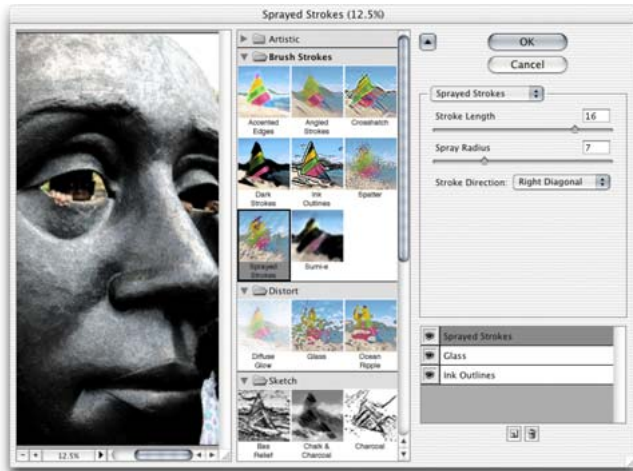 Sprayed Strokes (12.5%)
Artistic
Brush Strokes
Accented Edges
Angled Strokes
Crosshatch
Dark Strokes
Ink Outlines
Spatter
Sprayed Strokes
Sumi-e
Distort
Diffuse Glow
Glass
Ocean Ripple
Sketch
Bas Relief
Chalk & Charcoal
Charcoal
12.5%
OK
Cancel
Sprayed Strokes
Stroke Length 16
Spray Radius 7
Stroke Direction: Right Diagonal
Sprayed Strokes
Glass
Ink Outlines